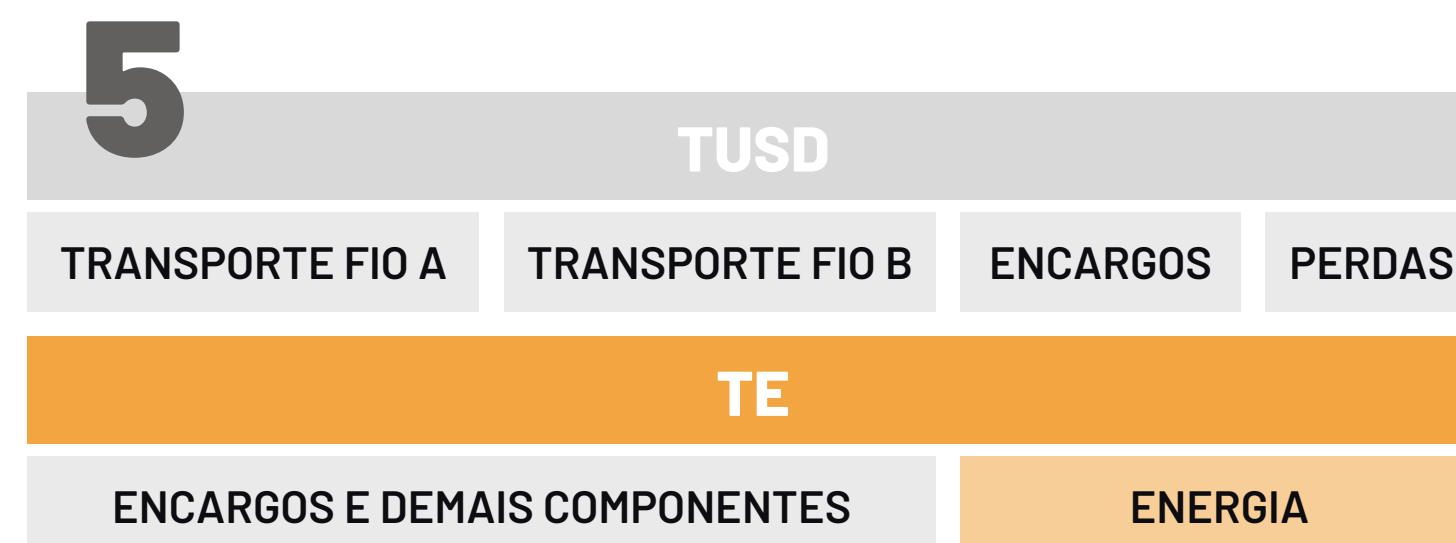 5
TUSD
TRANSPORTE FIO A TRANSPORTE FIO B ENCARGOS PERDAS
TE
ENCARGOS E DEMAIS COMPONENTES ENERGIA